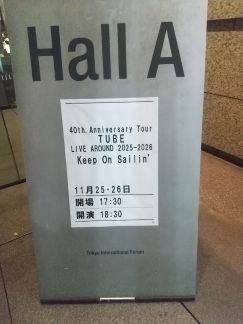 Hall A
40th. Anniversary Tour
TUBE
LIVE AROUND 2025-2026
Keep On Sailin'
11月25・26日
開場 17:30
開演 18:30
Tokyo International Forum